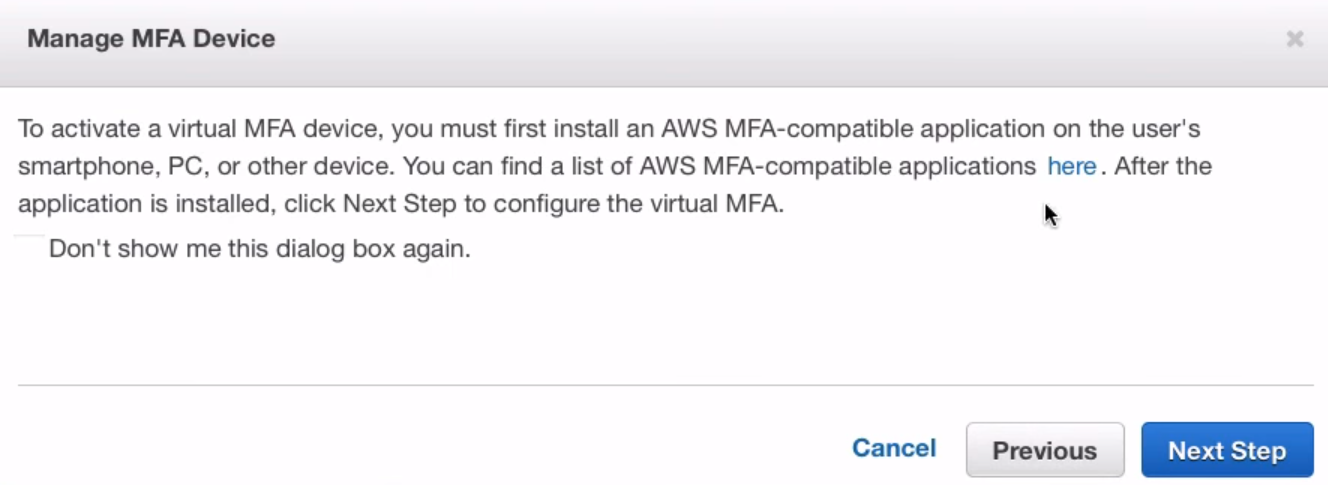 Manage MFA Device
To activate a virtual MFA device, you must first install an AWS MFA-compatible application on the user's
smartphone, PC, or other device. You can find a list of AWS MFA-compatible applications here. After the
application is installed, click Next Step to configure the virtual MFA.
Don't show me this dialog box again.
Cancel Previous Next Step